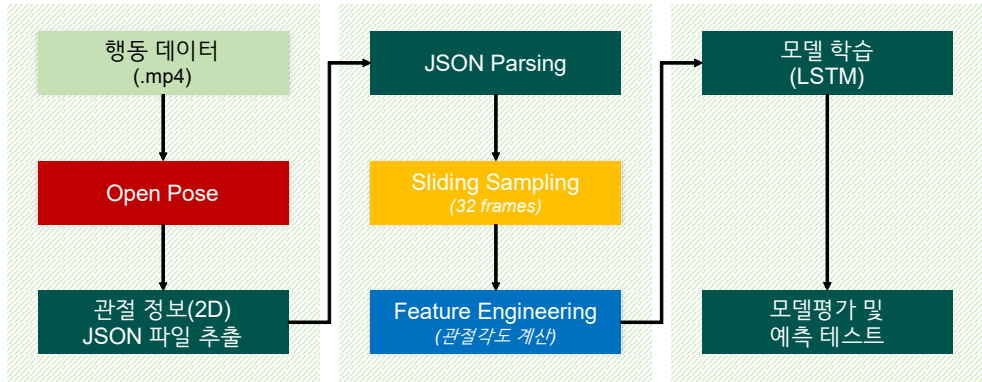 행동 데이터
(.mp4)
Open Pose
관절 정보(2D)
JSON 파일 추출
JSON Parsing
Sliding Sampling
(32 frames)
Feature Engineering
(관절각도 계산)
모델 학습
(LSTM)
모델평가 및
예측 테스트